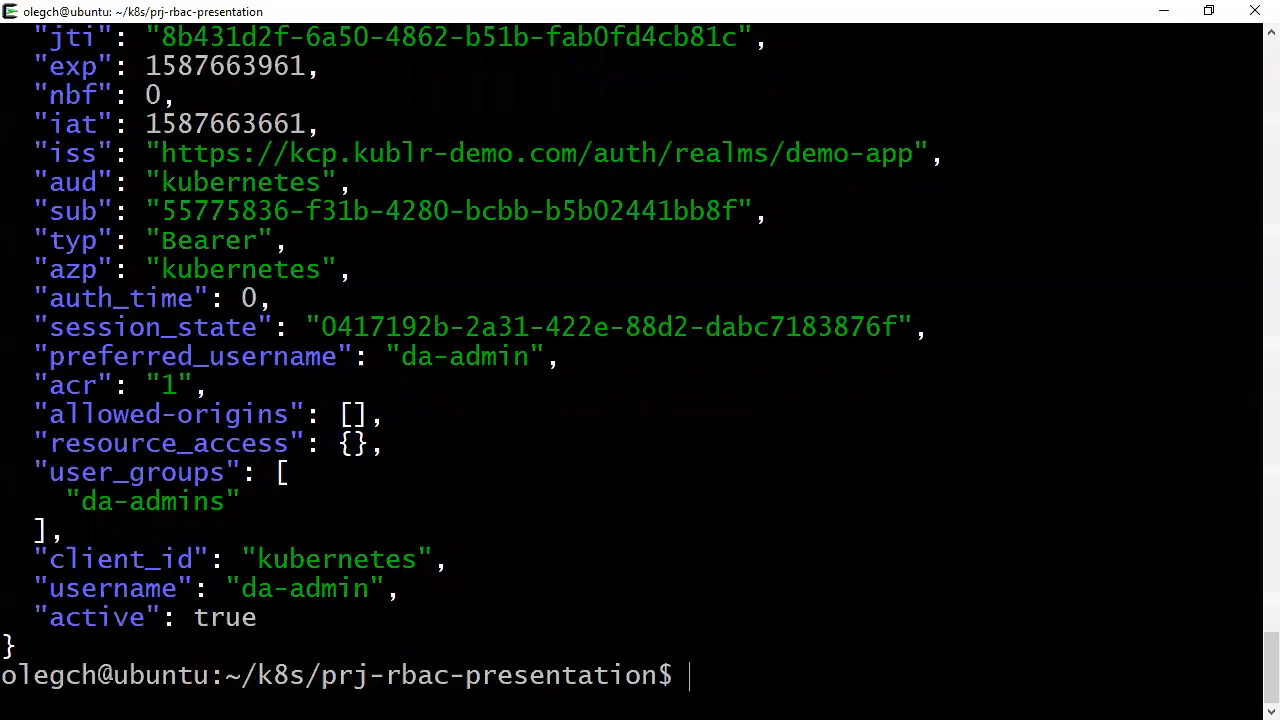 olegch@ubuntu: ~/k8s/prj-rbac-presentation
"jti": "8b431d2f-6a50-4862-b51b-fab0fd4cb81c",
"exp": 1587663961,
"nbf": 0,
"iat": 1587663661,
"iss": "https://kcp.kublr-demo.com/auth/realms/demo-app",
"aud": "kubernetes",
"sub": "55775836-f31b-4280-bcbb-b5b02441bb8f",
"typ": "Bearer",
"azp": "kubernetes",
"auth_time": 0,
"session_state": "0417192b-2a31-422e-88d2-dabc7183876f",
"preferred_username": "da-admin",
"acr": "1",
"allowed-origins": [],
"resource_access": {},
"user_groups": [
"da-admins"
],
"client_id": "kubernetes",
"username": "da-admin",
"active": true
}
olegch@ubuntu:~/k8s/prj-rbac-presentation$